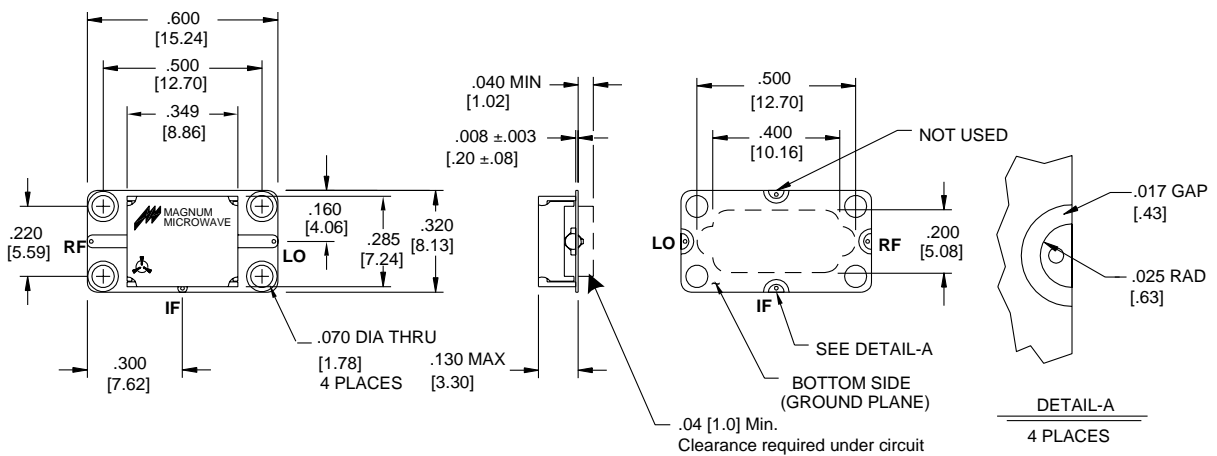 .600
[15.24]
.500
[12.70]
.349
[8.86]
.220
[5.59]
RF
MAGNUM
MICROWAVE
LO
IF
.160
[4.06]
.285
[7.24]
.320
[8.13]
.300
[7.62]
.070 DIA THRU
[1.78]
4 PLACES
.040 MIN
[1.02]
.008 ±.003
[.20 ±.08]
.130 MAX
[3.30]
.04 [1.0] Min.
Clearance required under circuit
.500
[12.70]
.400
[10.16]
NOT USED
LO
RF
IF
.200
[5.08]
SEE DETAIL-A
BOTTOM SIDE
(GROUND PLANE)
.017 GAP
[.43]
.025 RAD
[.63]
DETAIL-A
4 PLACES